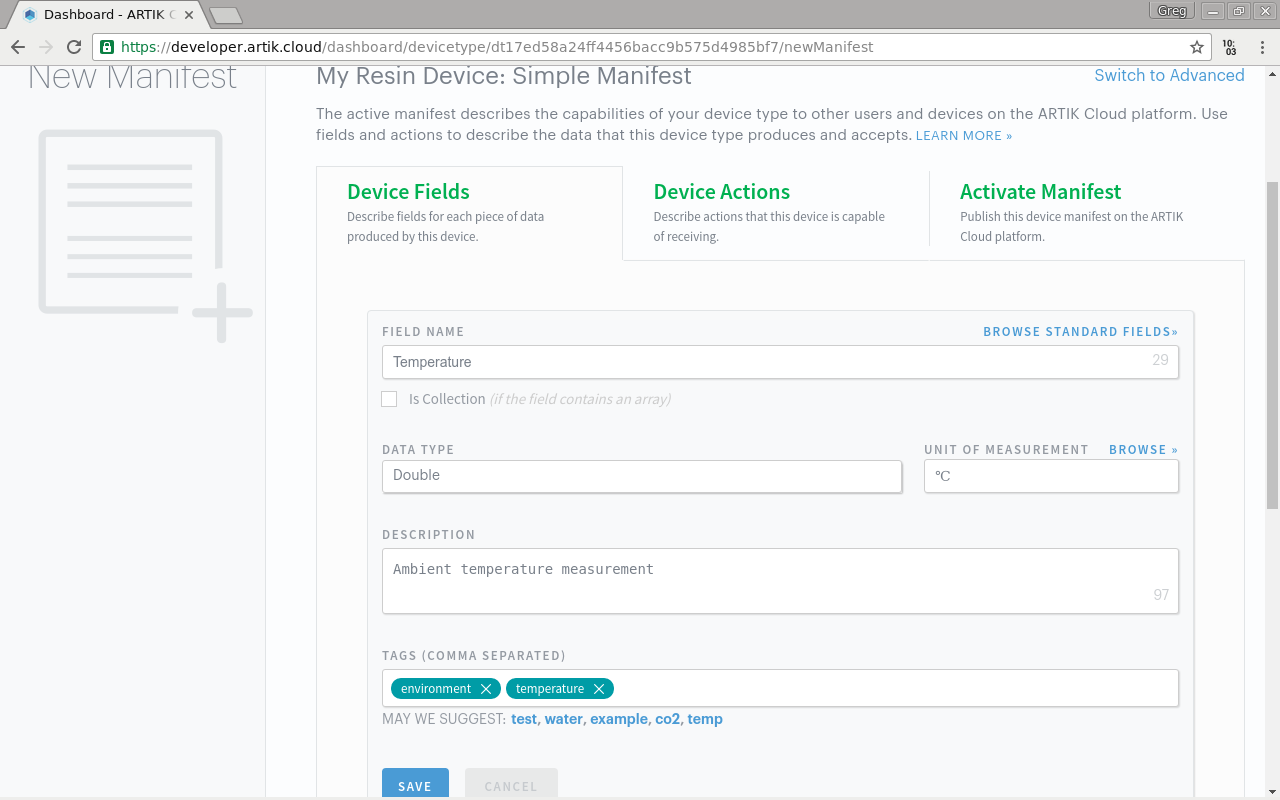 Dashboard - ARTIK C
Greg
https://developer.artik.cloud/dashboard/devicetype/dt17ed58a24ff4456bacc9b575d4985bf7/newManifest
10:
03
New Manifest
My Resin Device: Simple Manifest
Switch to Advanced
The active manifest describes the capabilities of your device type to other users and devices on the ARTIK Cloud platform. Use
fields and actions to describe the data that this device type produces and accepts. LEARN MORE »
Device Fields
Describe fields for each piece of data
produced by this device.
Device Actions
Describe actions that this device is capable
of receiving.
Activate Manifest
Publish this device manifest on the ARTIK
Cloud platform.
FIELD NAME
BROWSE STANDARD FIELDS»
Temperature
29
Is Collection (if the field contains an array)
DATA TYPE
UNIT OF MEASUREMENT
BROWSE »
Double
°C
DESCRIPTION
Ambient temperature measurement
97
TAGS (COMMA SEPARATED)
environment
temperature
MAY WE SUGGEST: test, water, example, co2, temp
SAVE
CANCEL